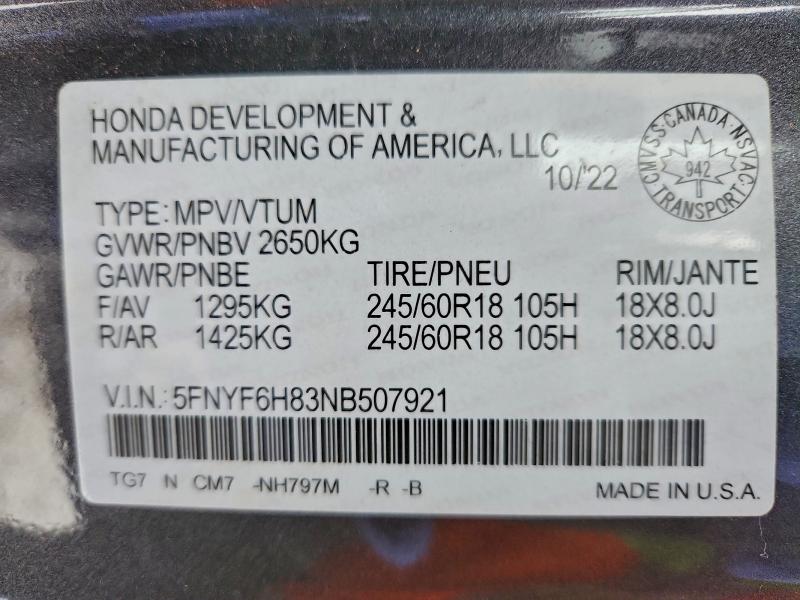 HONDA DEVELOPMENT &
MANUFACTURING OF AMERICA, LLC
10/'22
CMVSS · CANADA · NSVAC · TRANSPORT
942
TYPE: MPV/VTUM
GVWR/PNBV 2650KG
GAWR/PNBE TIRE/PNEU RIM/JANTE
F/AV 1295KG 245/60R18 105H 18X8.0J
R/AR 1425KG 245/60R18 105H 18X8.0J
V.I.N.: 5FNYF6H83NB507921
TG7 N CM7 -NH797M -R -B MADE IN U.S.A.